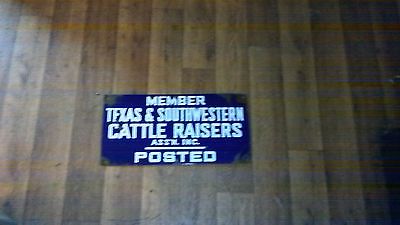 MEMBER
TEXAS & SOUTHWESTERN
CATTLE RAISERS
ASS'N. INC.
POSTED